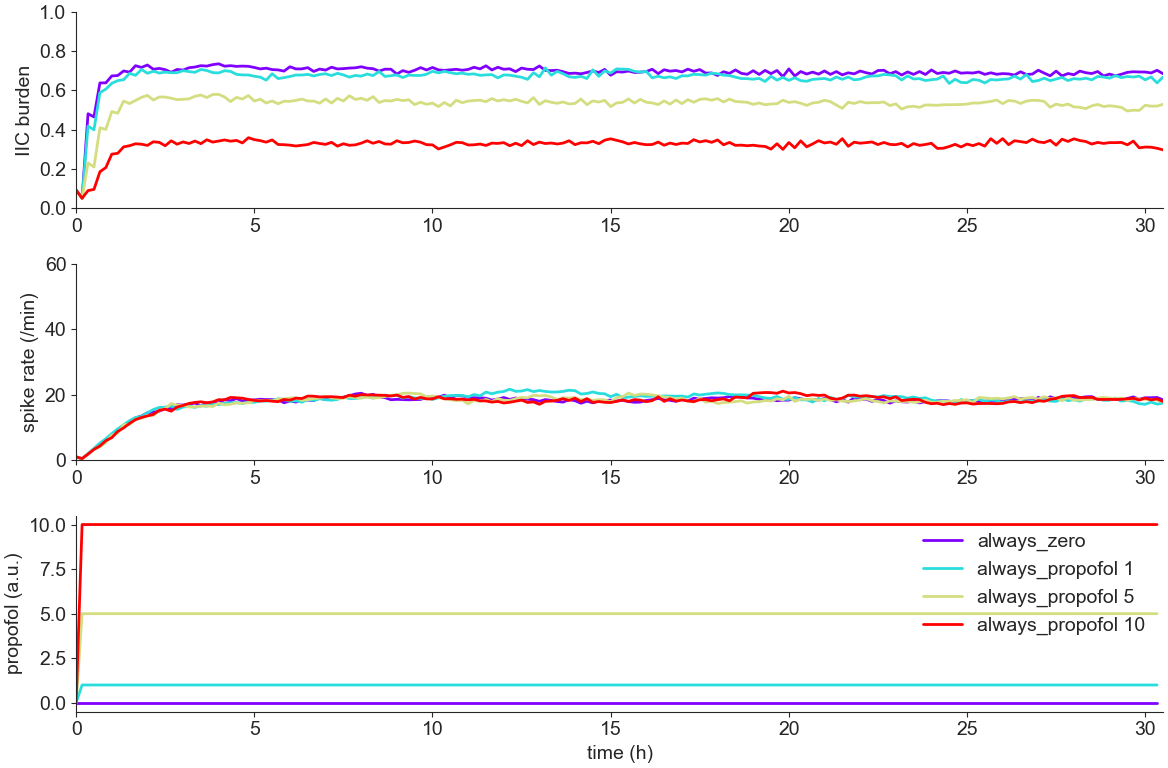 IIC burden
1.0
0.8
0.6
0.4
0.2
0.0
0 5 10 15 20 25 30
spike rate (/min)
60
40
20
0
0 5 10 15 20 25 30
propofol (a.u.)
10.0
7.5
5.0
2.5
0.0
always_zero
always_propofol 1
always_propofol 5
always_propofol 10
0 5 10 15 20 25 30
time (h)